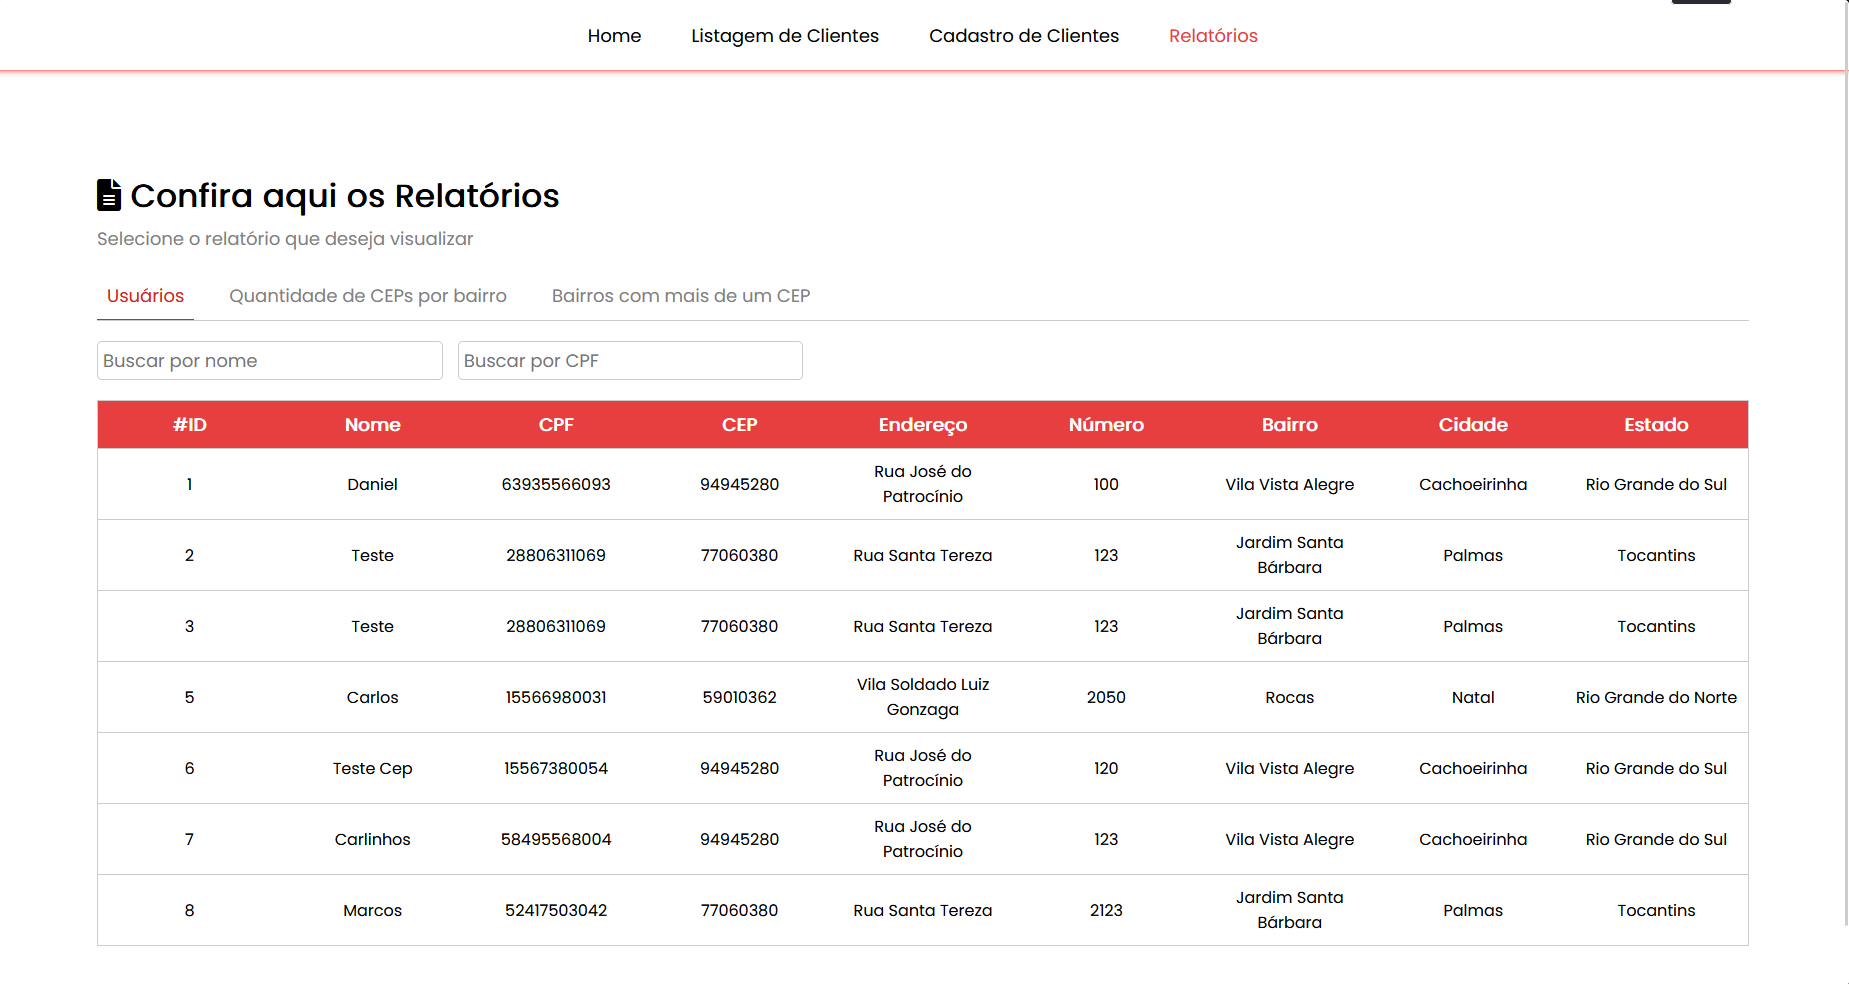 Home Listagem de Clientes Cadastro de Clientes Relatórios
Confira aqui os Relatórios
Selecione o relatório que deseja visualizar
Usuários Quantidade de CEPs por bairro Bairros com mais de um CEP
Buscar por nome Buscar por CPF
#ID Nome CPF CEP Endereço Número Bairro Cidade Estado
1 Daniel 63935566093 94945280 Rua José do Patrocínio 100 Vila Vista Alegre Cachoeirinha Rio Grande do Sul
2 Teste 28806311069 77060380 Rua Santa Tereza 123 Jardim Santa Bárbara Palmas Tocantins
3 Teste 28806311069 77060380 Rua Santa Tereza 123 Jardim Santa Bárbara Palmas Tocantins
5 Carlos 15566980031 59010362 Vila Soldado Luiz Gonzaga 2050 Rocas Natal Rio Grande do Norte
6 Teste Cep 15567380054 94945280 Rua José do Patrocínio 120 Vila Vista Alegre Cachoeirinha Rio Grande do Sul
7 Carlinhos 58495568004 94945280 Rua José do Patrocínio 123 Vila Vista Alegre Cachoeirinha Rio Grande do Sul
8 Marcos 52417503042 77060380 Rua Santa Tereza 2123 Jardim Santa Bárbara Palmas Tocantins